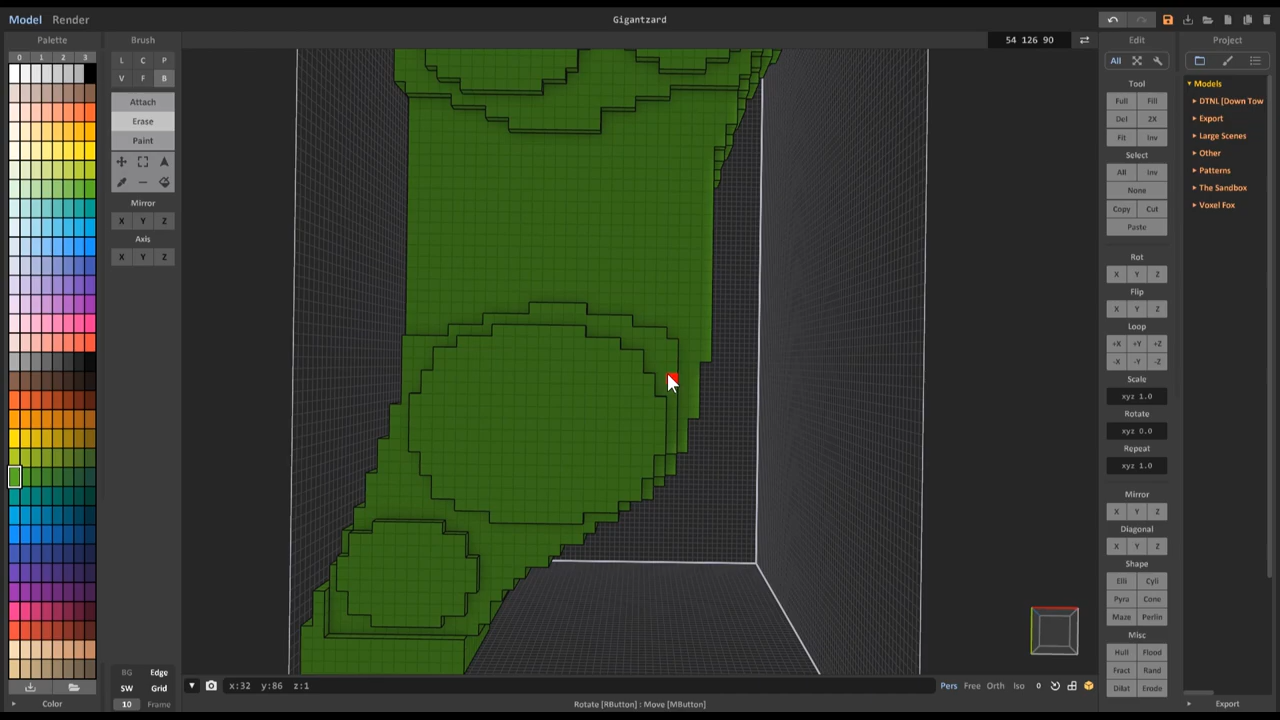 Model Render
Gigantzard
Palette
Brush
54 126 90
Edit
Project
0 1 2 3
L C P
V F B
Attach
Erase
Paint
Mirror
X Y Z
Axis
X Y Z
All
Tool
Full Fill
Del 2X
Fit Inv
Select
All Inv
None
Copy Cut
Paste
Rot
X Y Z
Flip
X Y Z
Loop
+X +Y +Z
-X -Y -Z
Scale
xyz 1.0
Rotate
xyz 0.0
Repeat
xyz 1.0
Mirror
X Y Z
Diagonal
X Y Z
Shape
Elli Cyli
Pyra Cone
Maze Perlin
Misc
Hull Flood
Fract Rand
Dilat Erode
Models
DTNL [Down Tow
Export
Large Scenes
Other
Patterns
The Sandbox
Voxel Fox
BG Edge
SW Grid
10 Frame
x:32 y:86 z:1
Pers Free Orth Iso 0
Color
Rotate [RButton] : Move [MButton]
Export